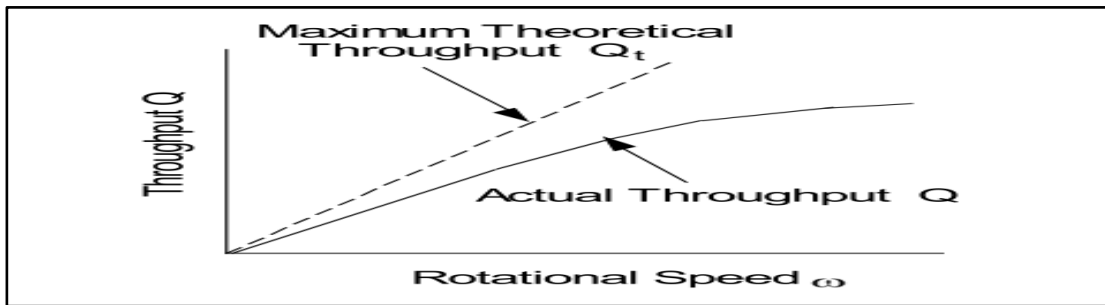 Maximum Theoretical
Throughput Qt
Throughput Q
Actual Throughput Q
Rotational Speed ω